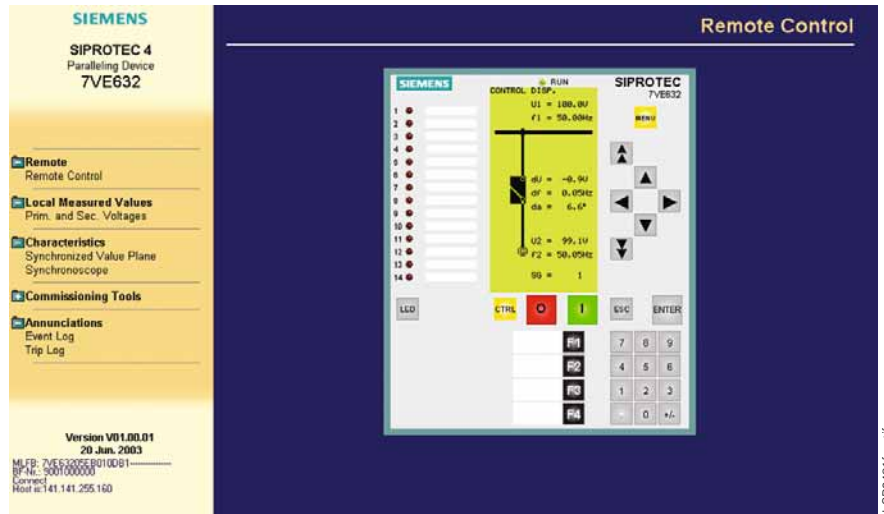 SIEMENS
SIPROTEC 4
Paralleling Device
7VE632
Remote
Remote Control
Local Measured Values
Prim. and Sec. Voltages
Characteristics
Synchronized Value Plane
Synchronoscope
Commissioning Tools
Annunciations
Event Log
Trip Log
Version V01.00.01
20 Jun. 2003
Connect
Host is:141.141.255.160
Remote Control
SIEMENS
RUN
SIPROTEC
7VE632
CONTROL DISP.
U1 = 100.0V
f1 = 50.00Hz
MENU
1
2
3
4
5
6
7
8
9
10
11
12
13
14
dU = -0.9V
df = 0.05Hz
da = 6.6°
U2 = 99.1V
f2 = 50.05Hz
SG = 1
LED
CTRL
O
I
ESC
ENTER
F1
7 8 9
F2
4 5 6
F3
1 2 3
F4
0 +/-